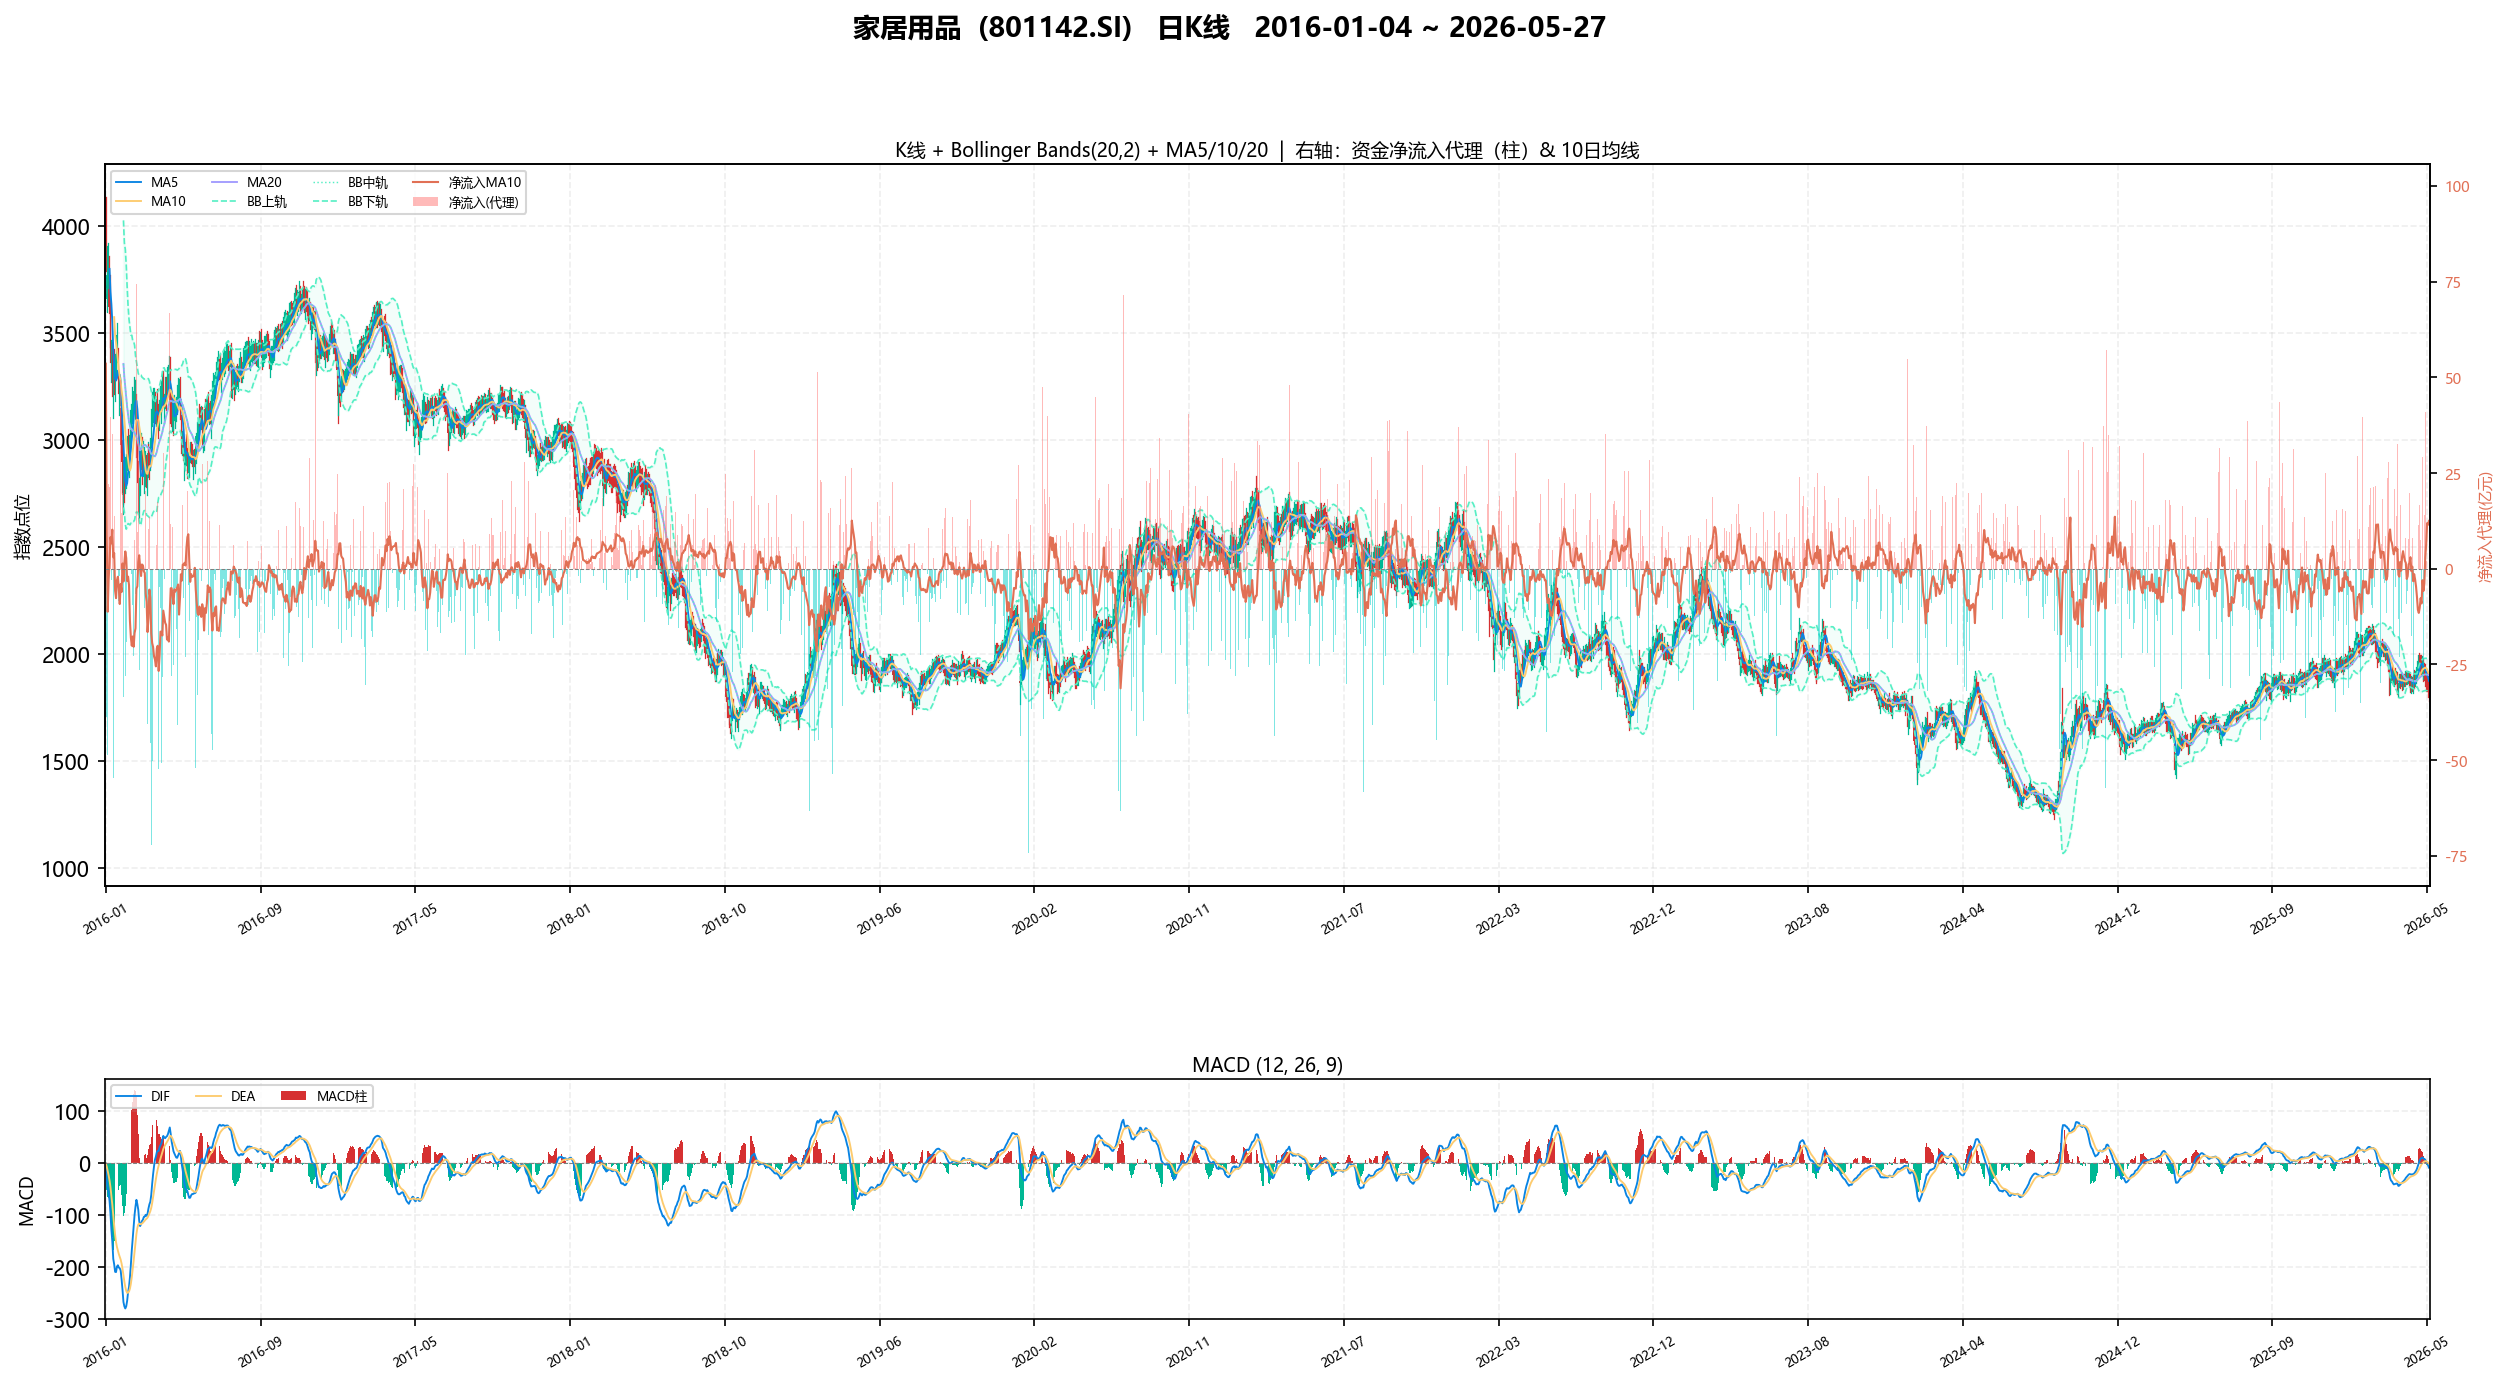 家居用品 (801142.SI) 日K线 2016-01-04 ~ 2026-05-27
K线 + Bollinger Bands(20,2) + MA5/10/20 | 右轴：资金净流入代理（柱）& 10日均线
MA5 MA20 BB中轨 净流入MA10
MA10 BB上轨 BB下轨 净流入(代理)
指数点位
4000
3500
3000
2500
2000
1500
1000
100
75
50
25
0
-25
-50
-75
净流入代理(亿元)
2016-01 2016-09 2017-05 2018-01 2018-10 2019-06 2020-02 2020-11 2021-07 2022-03 2022-12 2023-08 2024-04 2024-12 2025-09 2026-05
MACD (12, 26, 9)
DIF DEA MACD柱
MACD
100
0
-100
-200
-300
2016-01 2016-09 2017-05 2018-01 2018-10 2019-06 2020-02 2020-11 2021-07 2022-03 2022-12 2023-08 2024-04 2024-12 2025-09 2026-05